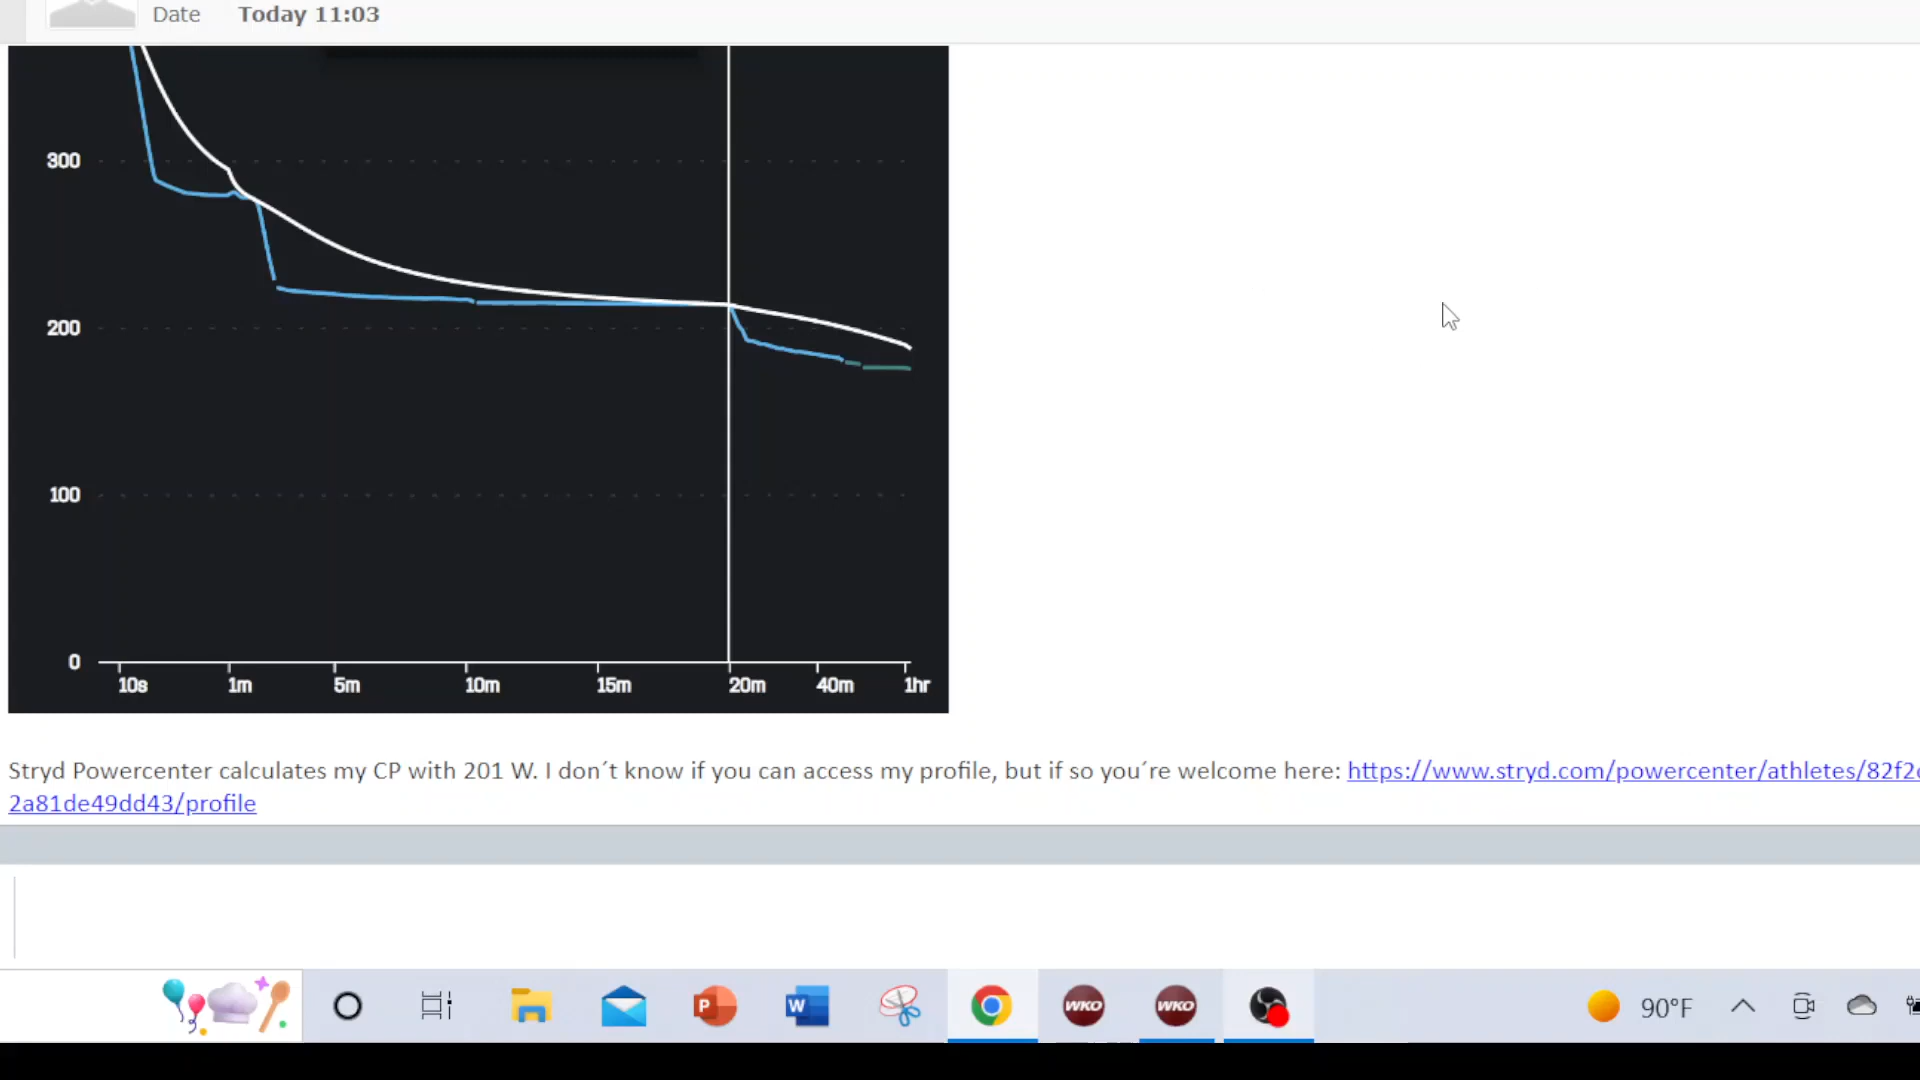 Date Today 11:03
300
200
100
0
10s 1m 5m 10m 15m 20m 40m 1hr
Stryd Powercenter calculates my CP with 201 W. I don´t know if you can access my profile, but if so you´re welcome here: https://www.stryd.com/powercenter/athletes/82f2
2a81de49dd43/profile
P W WKO WKO 90°F